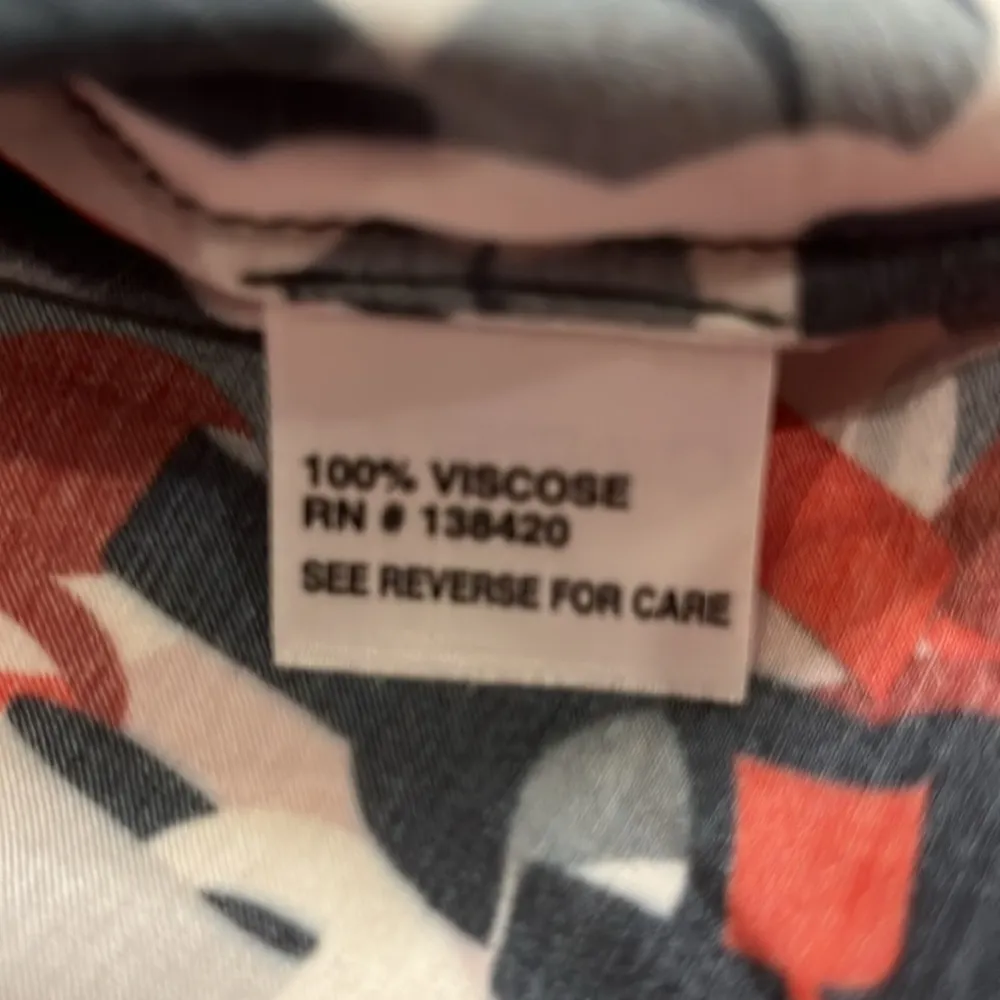 100% VISCOSE
RN # 138420
SEE REVERSE FOR CARE